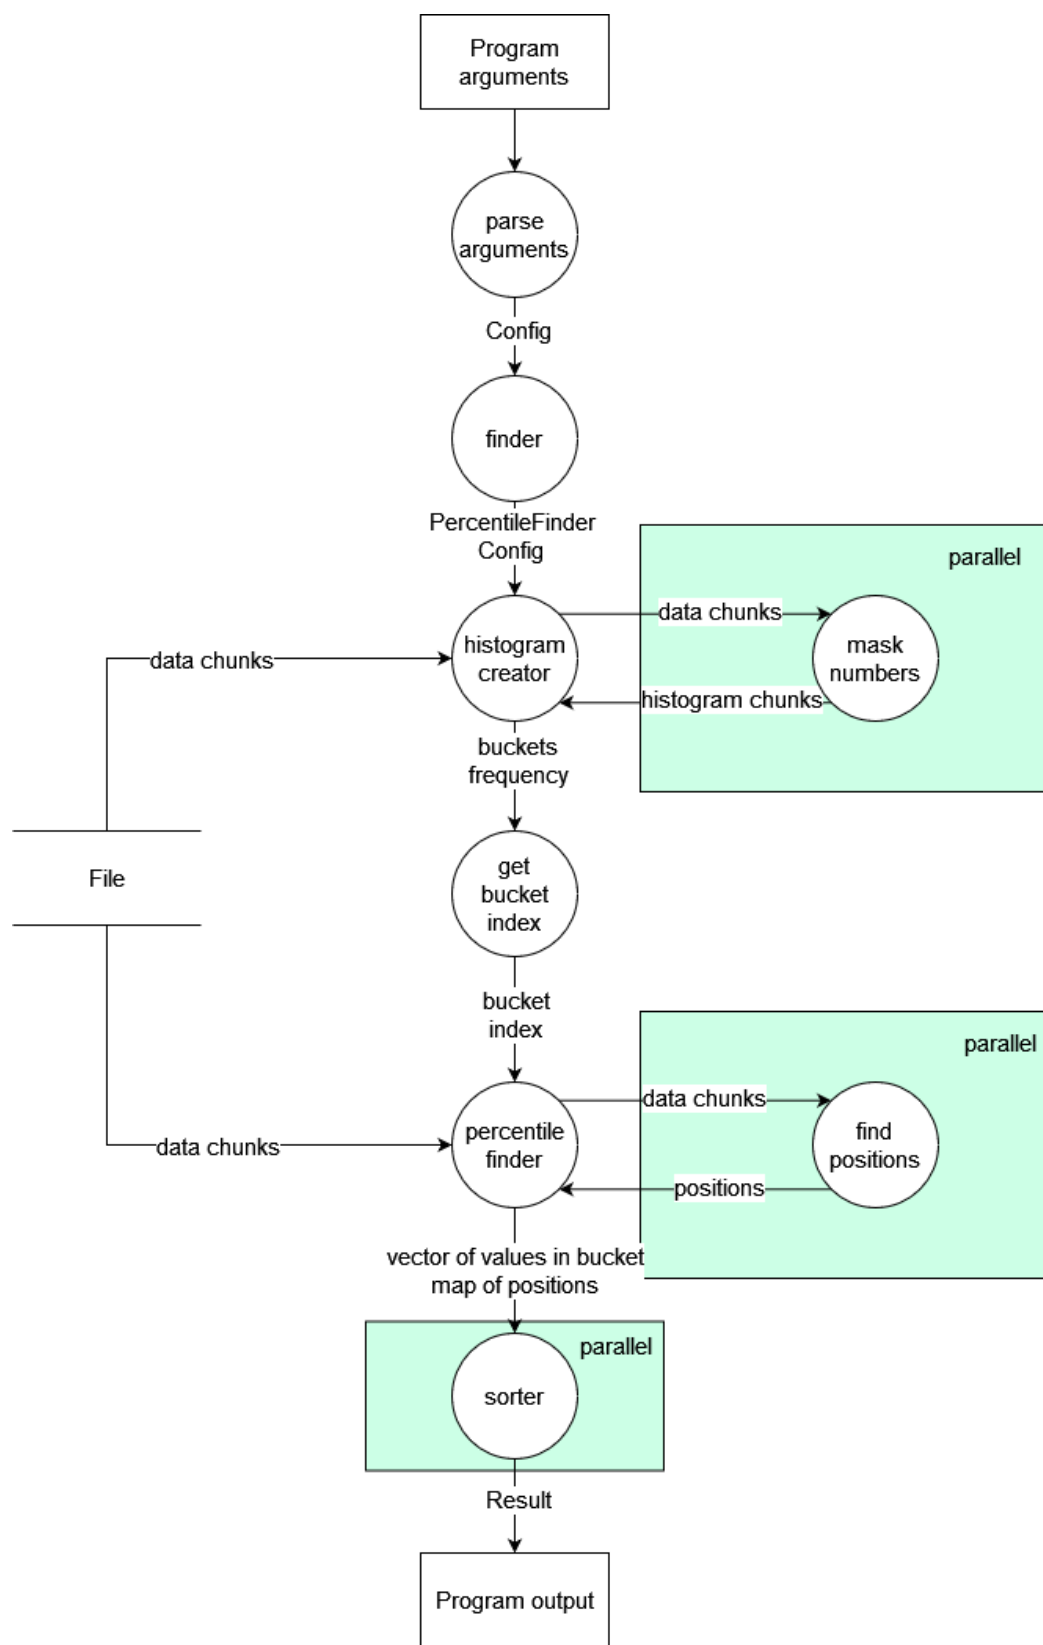 Program
arguments
parse
arguments
Config
finder
PercentileFinder
Config
parallel
data chunks
histogram
creator
mask
numbers
data chunks
histogram chunks
buckets
frequency
File
get
bucket
index
bucket
index
parallel
data chunks
percentile
finder
find
positions
data chunks
positions
vector of values in bucket
map of positions
parallel
sorter
Result
Program output